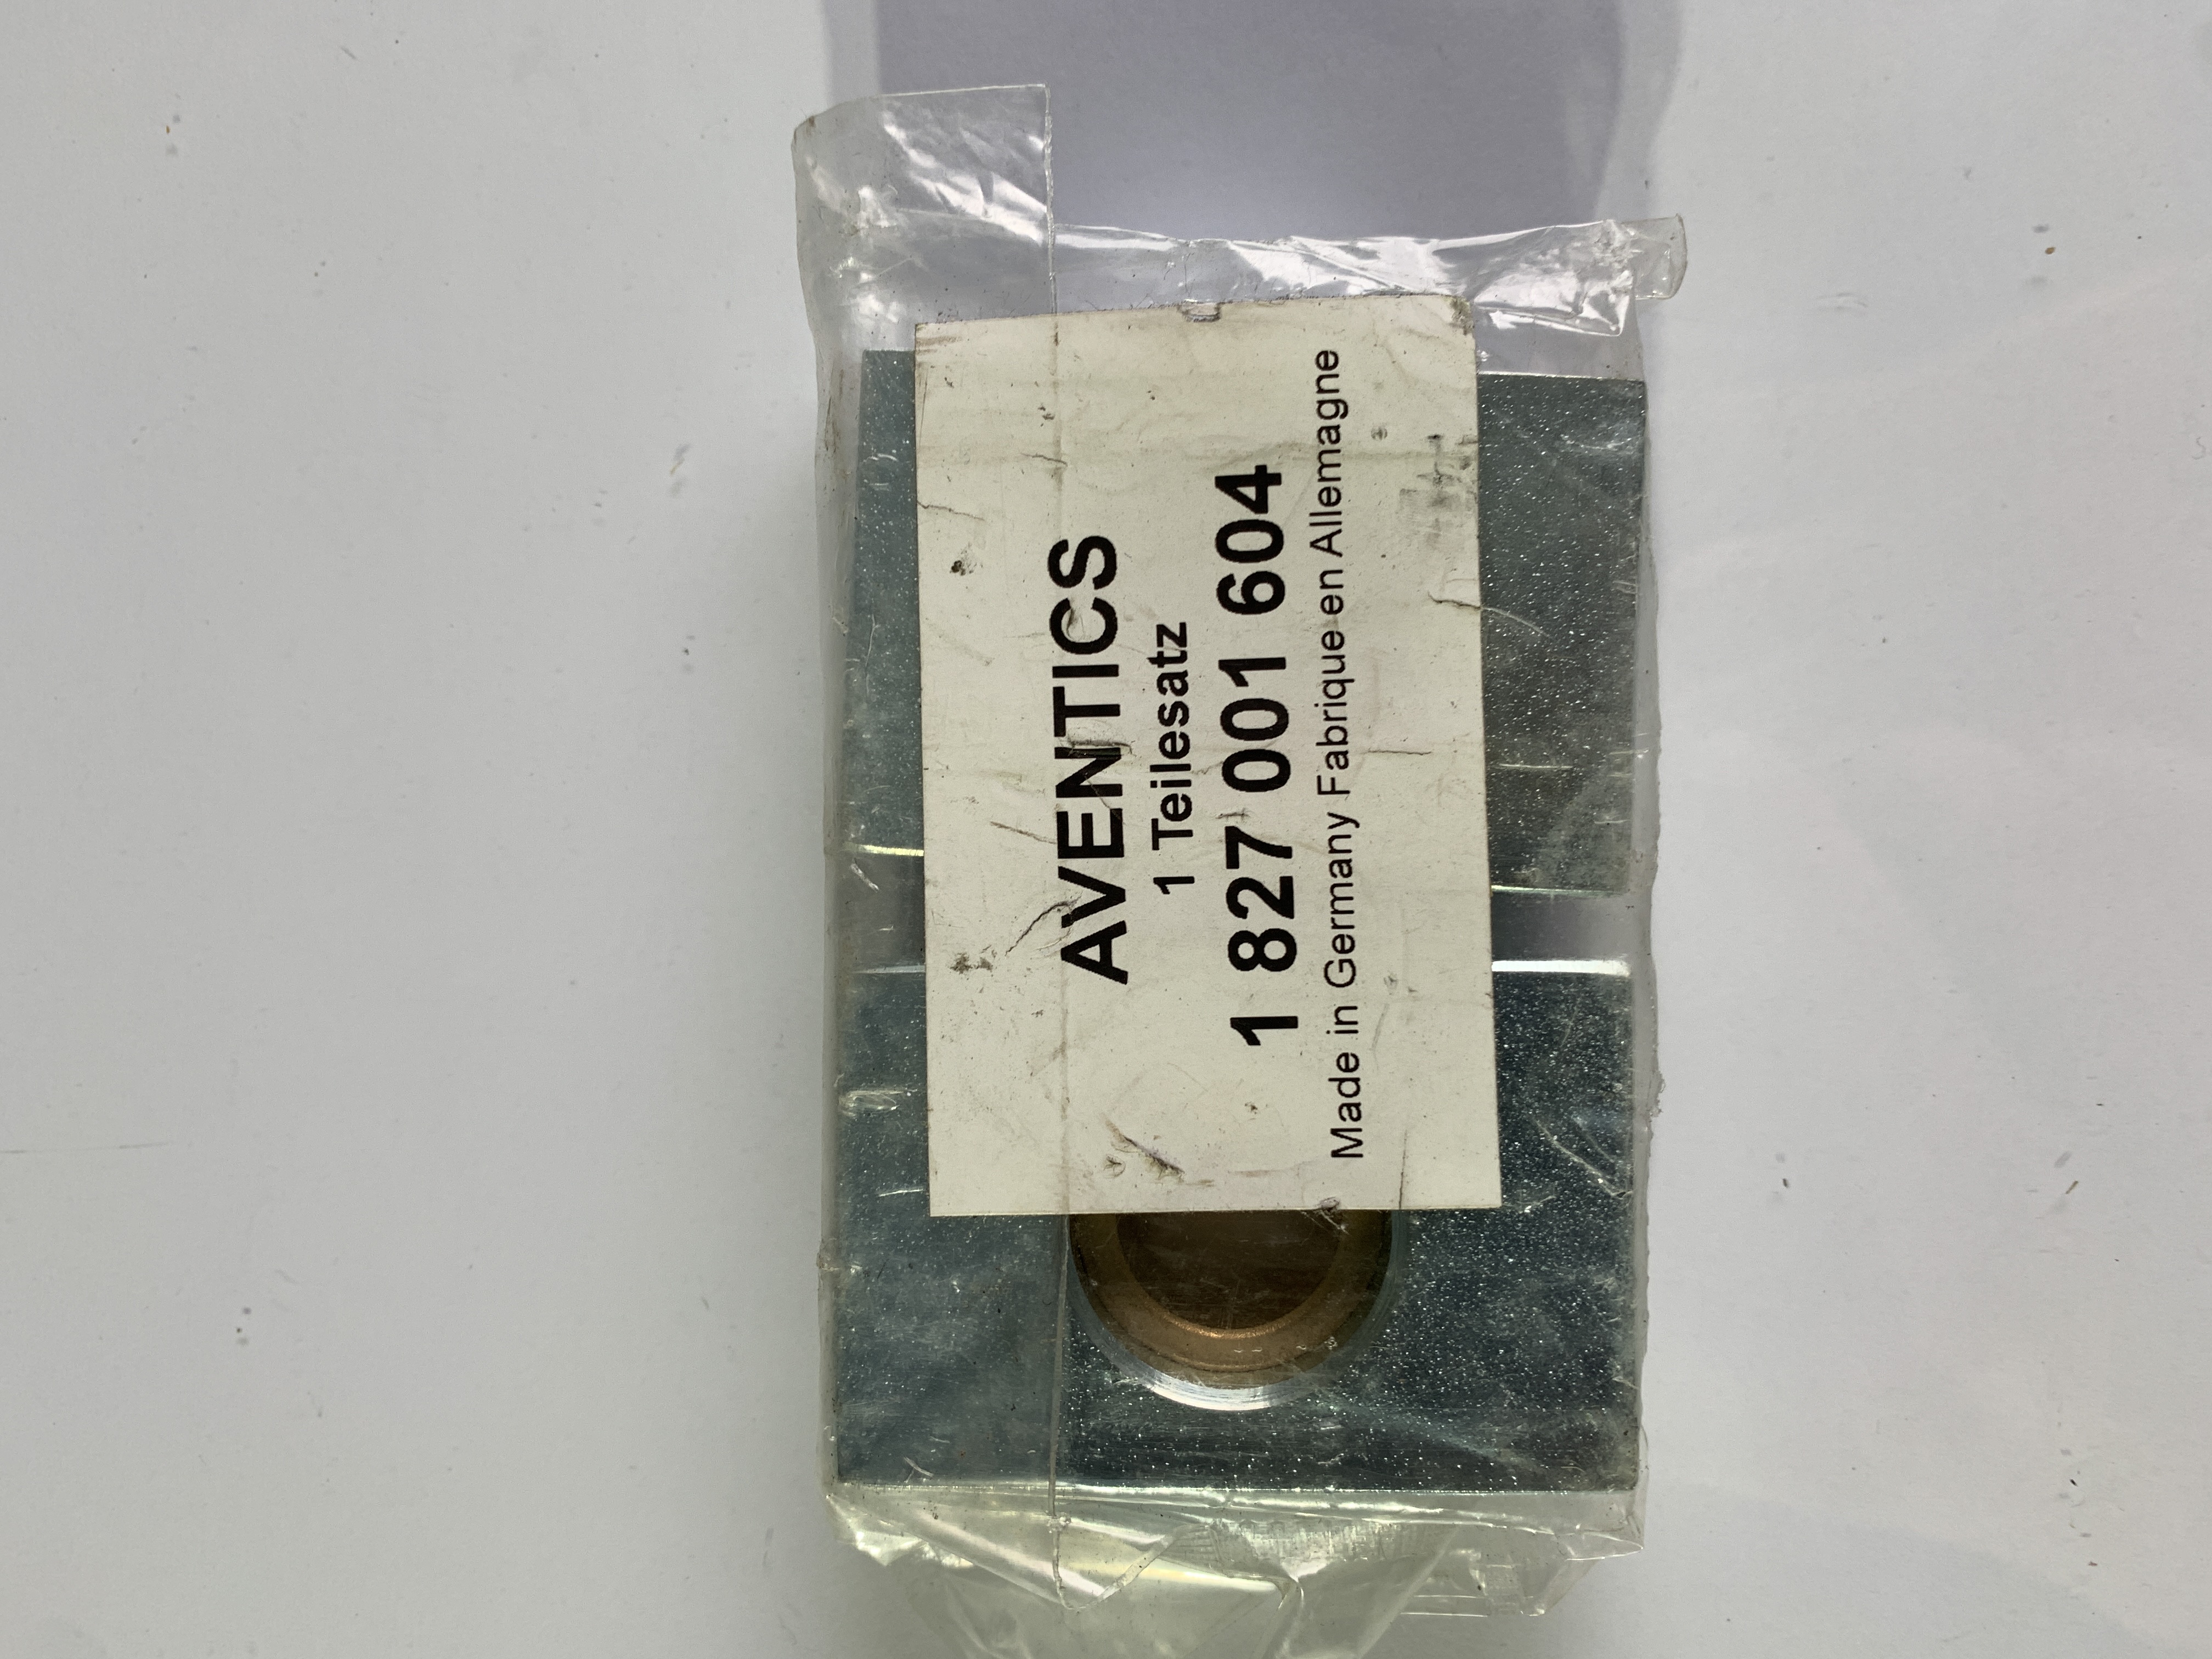 AVENTICS
1 Teilesatz
1 827 001 604
Made in Germany Fabrique en Allemagne